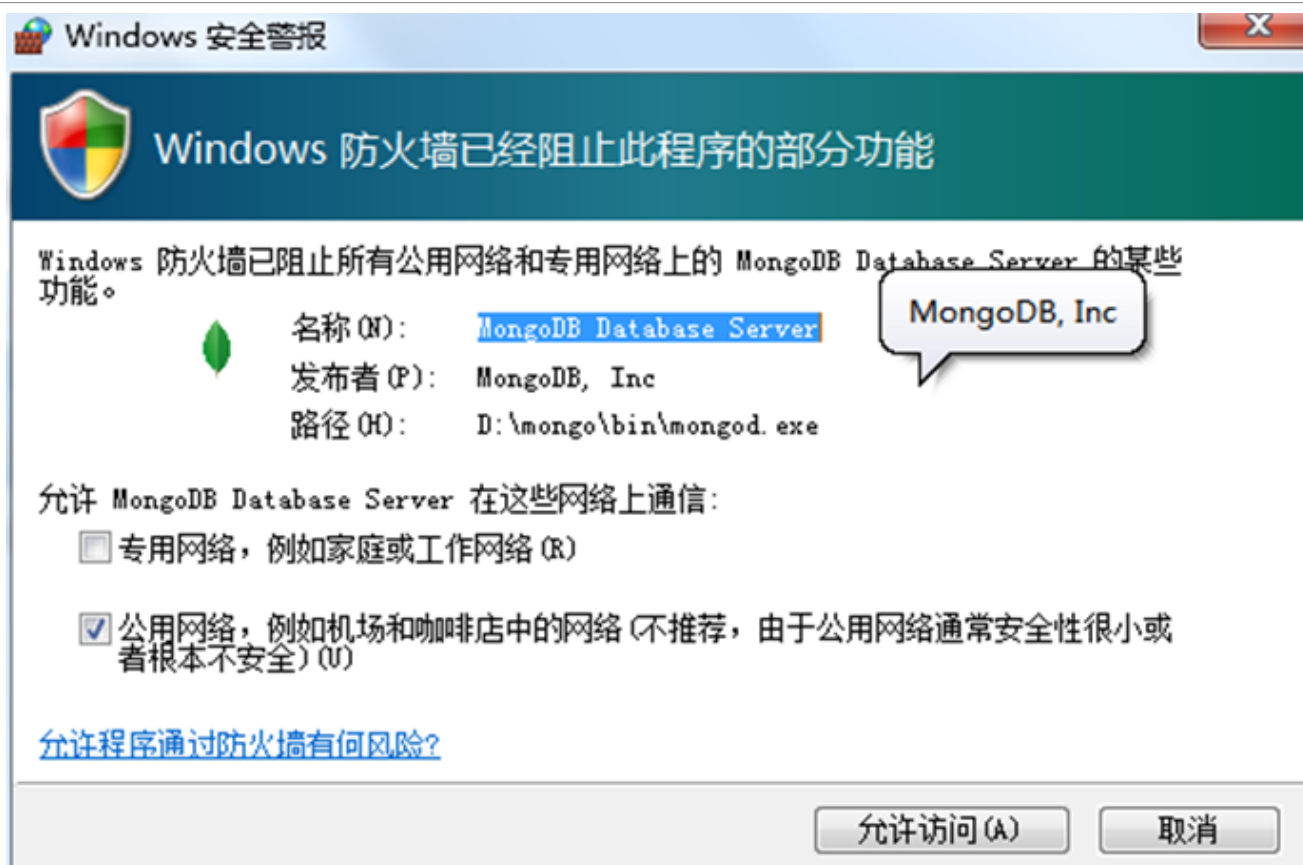 Windows 安全警报
Windows 防火墙已经阻止此程序的部分功能
Windows 防火墙已阻止所有公用网络和专用网络上的 MongoDB Database Server 的某些
功能。
MongoDB, Inc
名称(N): MongoDB Database Server
发布者(P): MongoDB, Inc
路径(H): D:\mongo\bin\mongod.exe
允许 MongoDB Database Server 在这些网络上通信:
专用网络，例如家庭或工作网络(R)
公用网络，例如机场和咖啡店中的网络(不推荐，由于公用网络通常安全性很小或
者根本不安全)(U)
允许程序通过防火墙有何风险?
允许访问(A) 取消